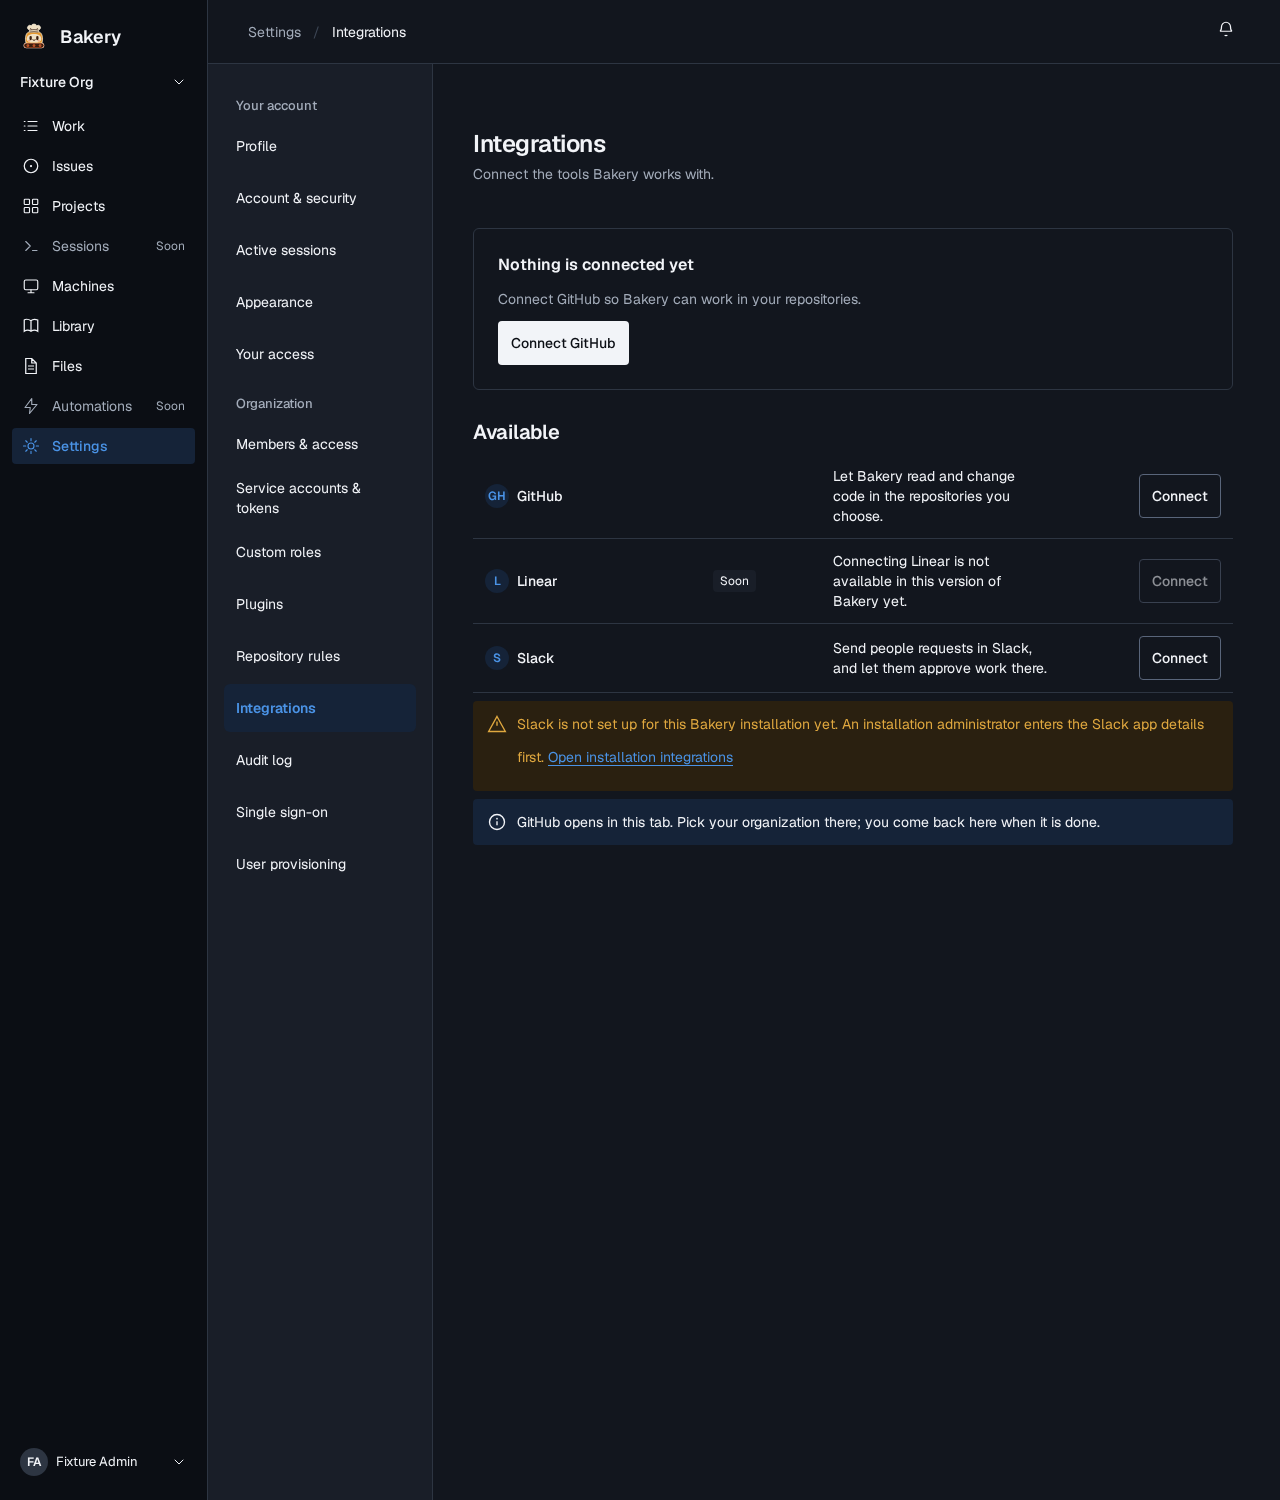 Bakery
Fixture Org
Work
Issues
Projects
Sessions Soon
Machines
Library
Files
Automations Soon
Settings
FA Fixture Admin
Settings / Integrations
Your account
Profile
Account & security
Active sessions
Appearance
Your access
Organization
Members & access
Service accounts &
tokens
Custom roles
Plugins
Repository rules
Integrations
Audit log
Single sign-on
User provisioning
Integrations
Connect the tools Bakery works with.
Nothing is connected yet
Connect GitHub so Bakery can work in your repositories.
Connect GitHub
Available
GH GitHub
Let Bakery read and change
code in the repositories you
choose.
Connect
L Linear
Soon
Connecting Linear is not
available in this version of
Bakery yet.
Connect
S Slack
Send people requests in Slack,
and let them approve work there.
Connect
Slack is not set up for this Bakery installation yet. An installation administrator enters the Slack app details
first. Open installation integrations
GitHub opens in this tab. Pick your organization there; you come back here when it is done.